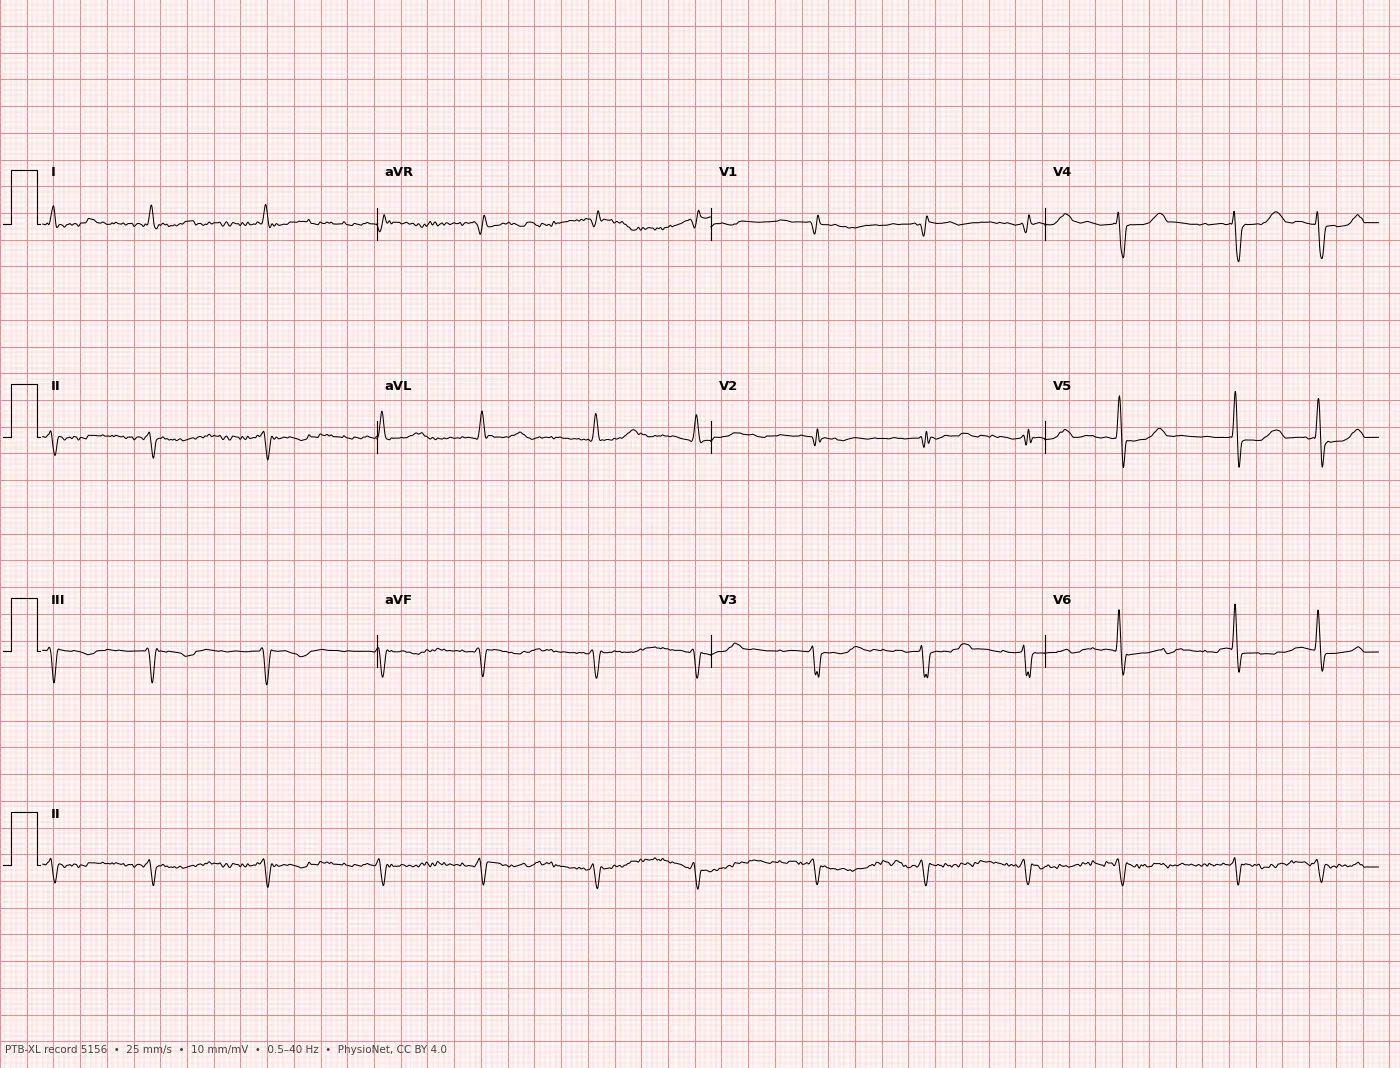 I aVR V1 V4
II aVL V2 V5
III aVF V3 V6
II
PTB-XL record 5156 • 25 mm/s • 10 mm/mV • 0.5–40 Hz • PhysioNet, CC BY 4.0